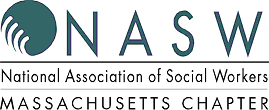 NASW
National Association of Social Workers
MASSACHUSETTS CHAPTER